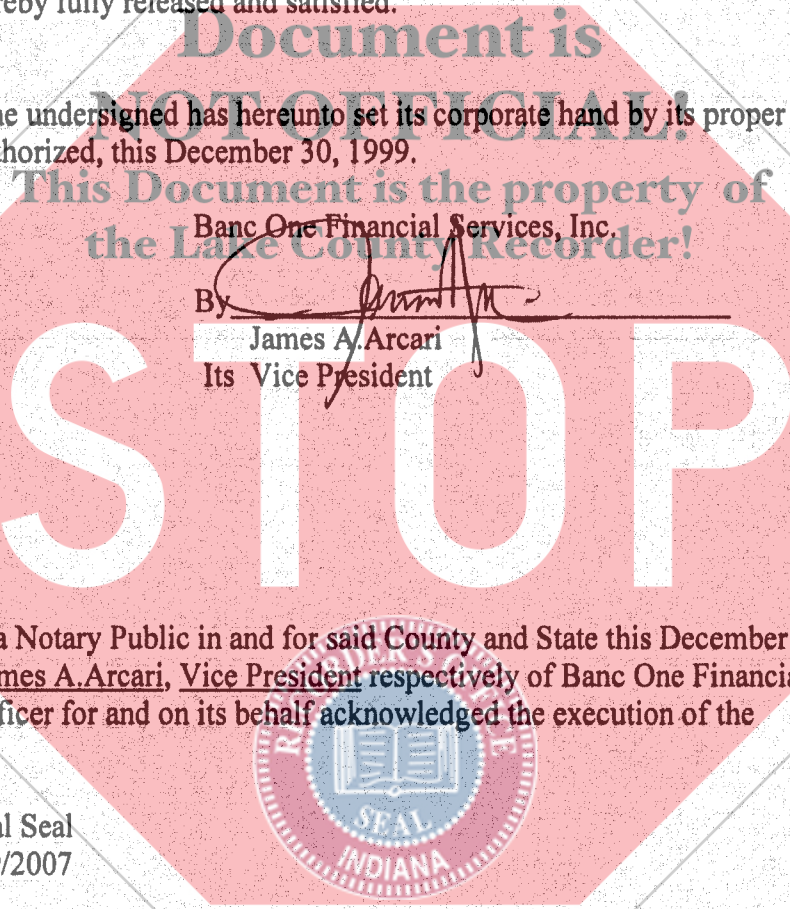 reby fully released and satisfied.
Document is
NOT OFFICIAL!
ne undersigned has hereunto set its corporate hand by its proper
thorized, this December 30, 1999.
This Document is the property of
the Lake County Recorder!
Banc One Financial Services, Inc.
By
James A.Arcari
Its Vice President
STOP
a Notary Public in and for said County and State this December
mes A.Arcari, Vice President respectively of Banc One Financia
ficer for and on its behalf acknowledged the execution of the
RECORDER'S OFFICE
SEAL
INDIANA
al Seal
/2007